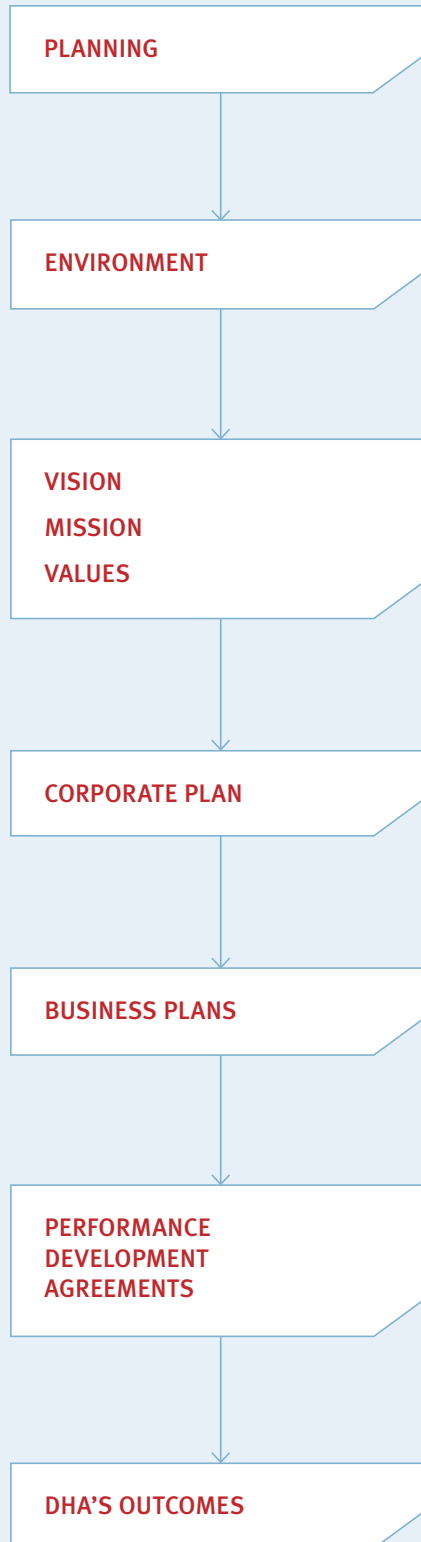 PLANNING
ENVIRONMENT
VISION
MISSION
VALUES
CORPORATE PLAN
BUSINESS PLANS
PERFORMANCE
DEVELOPMENT
AGREEMENTS
DHA’S OUTCOMES